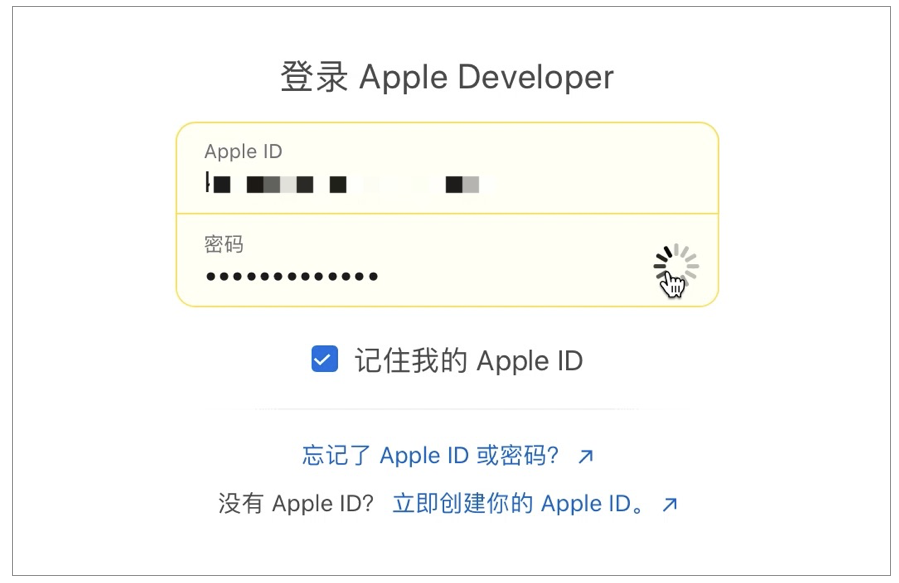 登录 Apple Developer
Apple ID
密码
•••••••••••••
记住我的 Apple ID
忘记了 Apple ID 或密码？ ↗
没有 Apple ID？ 立即创建你的 Apple ID。 ↗